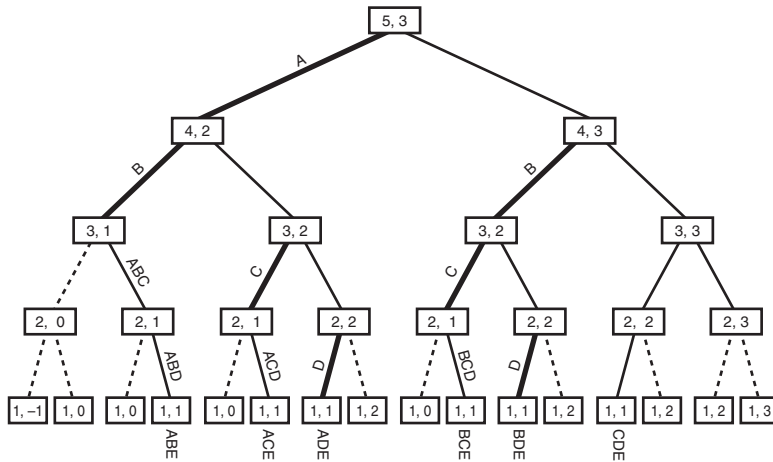 5, 3
A
4, 2
4, 3
B
B
3, 1
3, 2
3, 2
3, 3
ABC
C
C
2, 0
2, 1
2, 1
2, 2
2, 1
2, 2
2, 2
2, 3
ABD
ACD
D
BCD
D
1, –1
1, 0
1, 0
1, 1
1, 0
1, 1
1, 1
1, 2
1, 0
1, 1
1, 1
1, 2
1, 1
1, 2
1, 2
1, 3
ABE
ACE
ADE
BCE
BDE
CDE